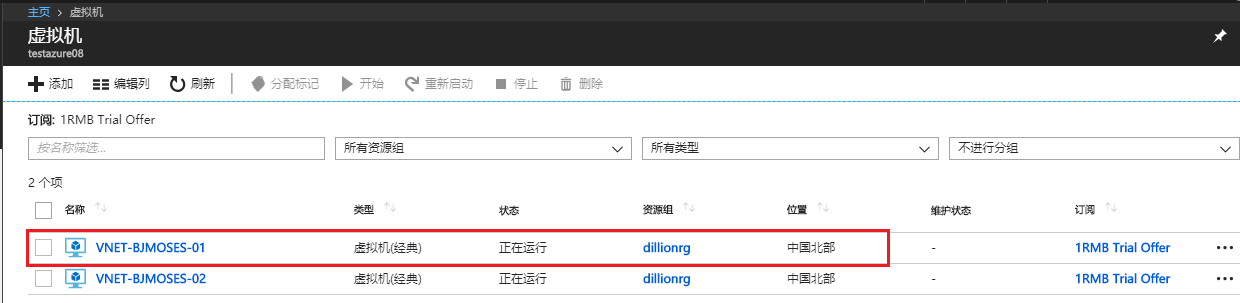 主页 > 虚拟机
虚拟机
testazure08
添加 编辑列 刷新 分配标记 开始 重新启动 停止 删除
订阅: 1RMB Trial Offer
按名称筛选... 所有资源组 所有类型 不进行分组
2 个项
名称 类型 状态 资源组 位置 维护状态 订阅
VNET-BJMOSES-01 虚拟机(经典) 正在运行 dillionrg 中国北部 - 1RMB Trial Offer
VNET-BJMOSES-02 虚拟机(经典) 正在运行 dillionrg 中国北部 - 1RMB Trial Offer